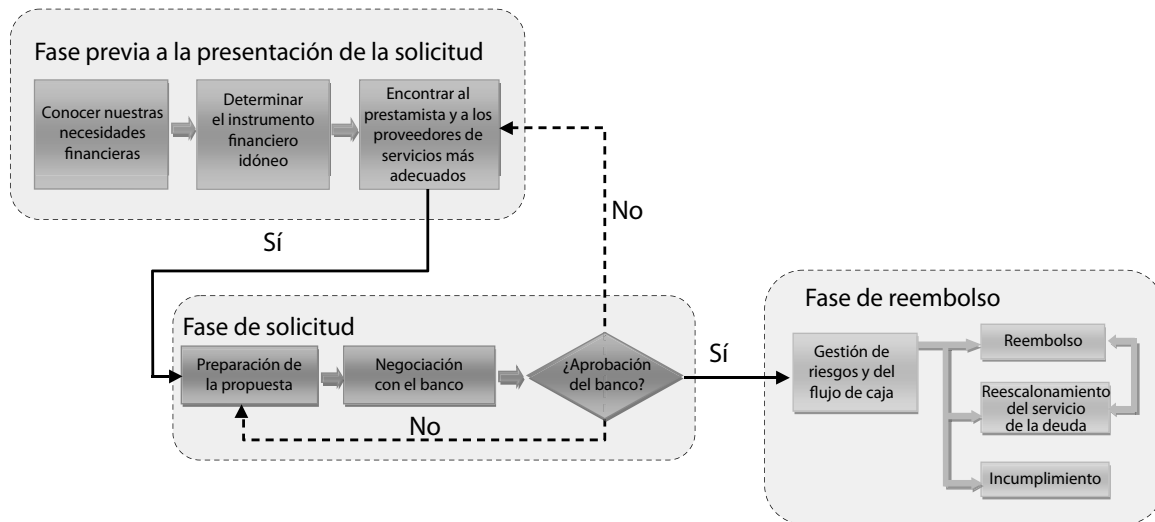 Fase previa a la presentación de la solicitud
Conocer nuestras
necesidades
financieras
Determinar
el instrumento
financiero
idóneo
Encontrar al
prestamista y a los
proveedores de
servicios más
adecuados
No
Sí
Fase de solicitud
Preparación de
la propuesta
Negociación
con el banco
¿Aprobación
del banco?
No
Sí
Fase de reembolso
Gestión de
riesgos y del
flujo de caja
Reembolso
Reescalonamiento
del servicio
de la deuda
Incumplimiento